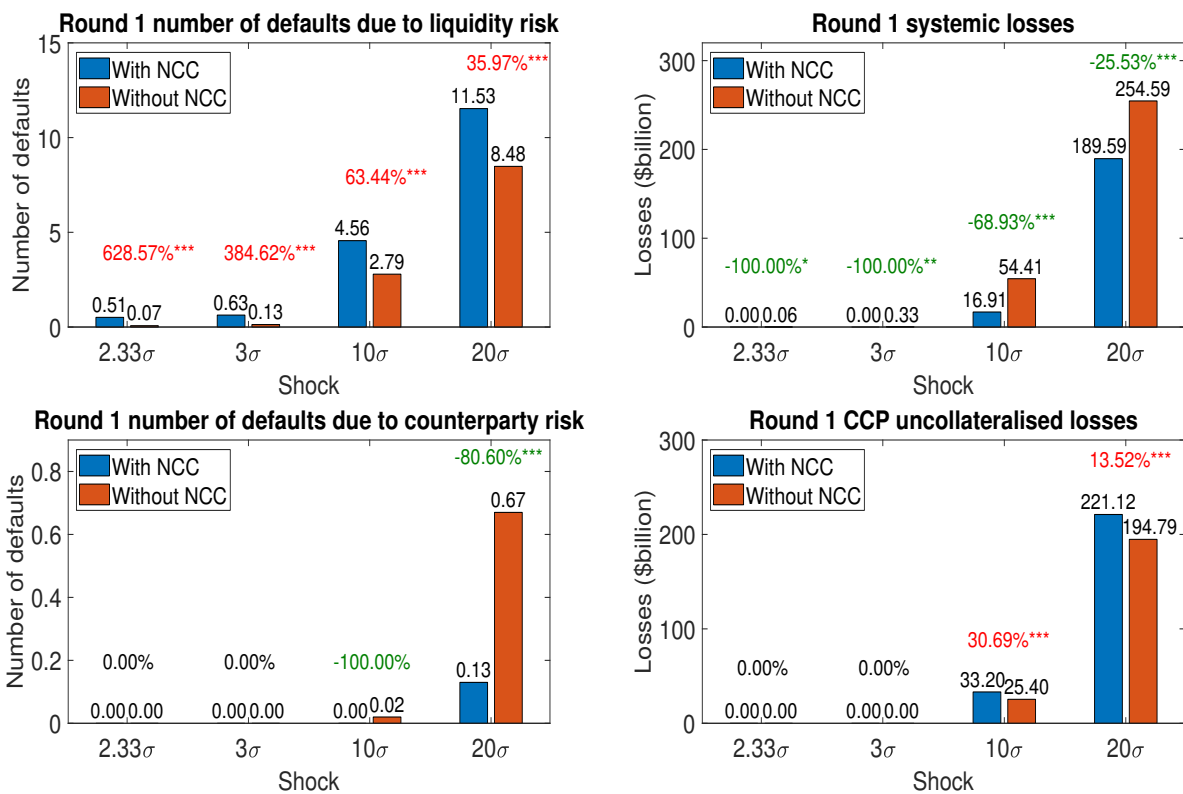 Round 1 number of defaults due to liquidity risk
Number of defaults
15
10
5
0
With NCC
Without NCC
628.57%***
384.62%***
63.44%***
35.97%***
0.51
0.07
0.63
0.13
4.56
2.79
11.53
8.48
2.33σ
3σ
10σ
20σ
Shock
Round 1 systemic losses
Losses ($billion)
300
200
100
0
With NCC
Without NCC
-100.00%*
-100.00%**
-68.93%***
-25.53%***
0.00
0.06
0.00
0.33
16.91
54.41
189.59
254.59
2.33σ
3σ
10σ
20σ
Shock
Round 1 number of defaults due to counterparty risk
Number of defaults
0.8
0.6
0.4
0.2
0
With NCC
Without NCC
0.00%
0.00%
-100.00%
-80.60%***
0.00
0.00
0.00
0.00
0.00
0.02
0.13
0.67
2.33σ
3σ
10σ
20σ
Shock
Round 1 CCP uncollateralised losses
Losses ($billion)
300
200
100
0
With NCC
Without NCC
0.00%
0.00%
30.69%***
13.52%***
0.00
0.00
0.00
0.00
33.20
25.40
221.12
194.79
2.33σ
3σ
10σ
20σ
Shock